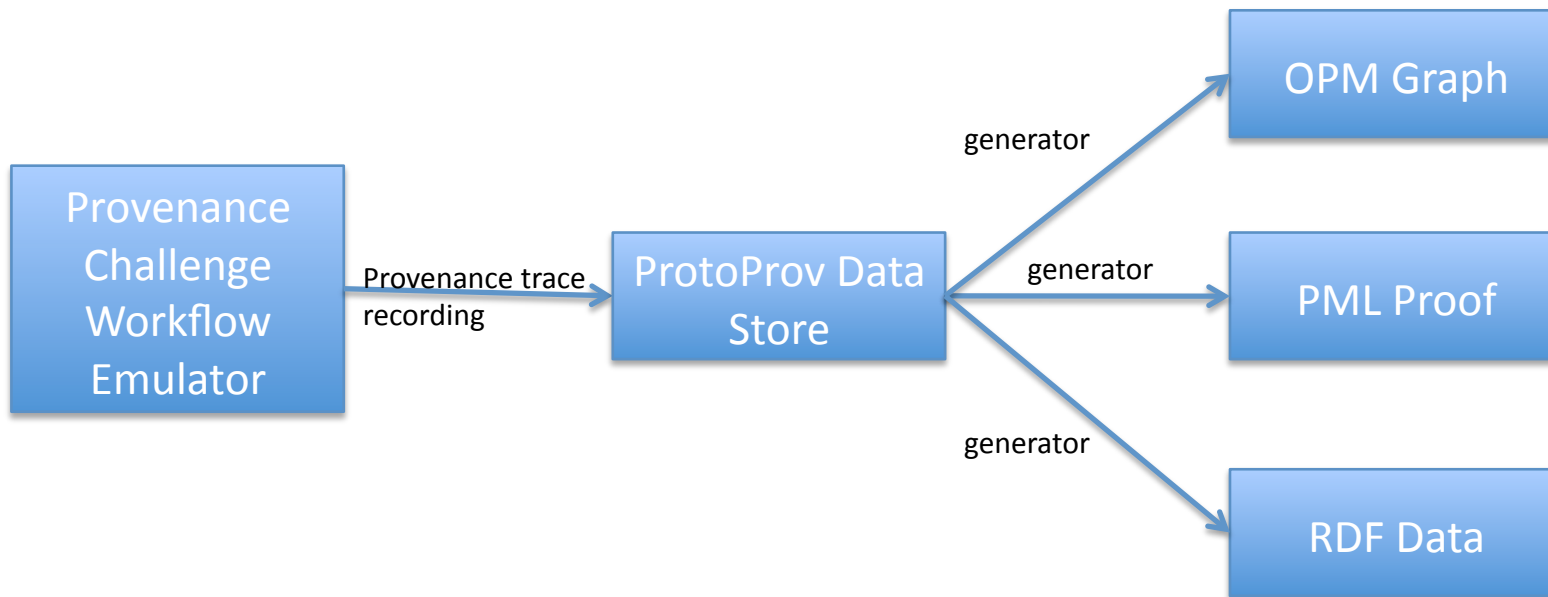 Provenance
Challenge
Workflow
Emulator
Provenance trace
recording
ProtoProv Data
Store
generator
OPM Graph
generator
PML Proof
generator
RDF Data